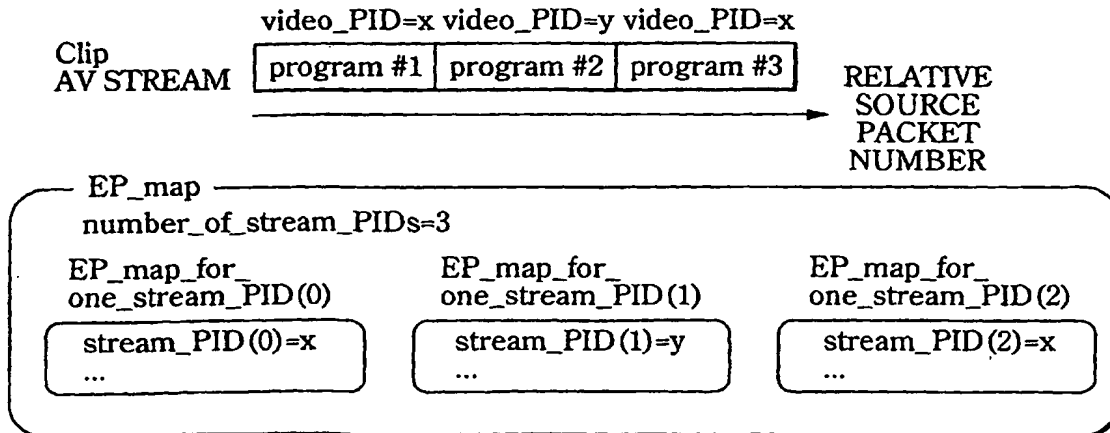 video_PID=x video_PID=y video_PID=x
Clip
AV STREAM
program #1 program #2 program #3
RELATIVE
SOURCE
PACKET
NUMBER
EP_map
number_of_stream_PIDs=3
EP_map_for_
one_stream_PID(0)
stream_PID(0)=x
...
EP_map_for_
one_stream_PID(1)
stream_PID(1)=y
...
EP_map_for_
one_stream_PID(2)
stream_PID(2)=x
...